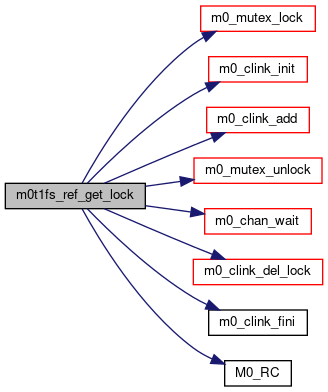 m0_mutex_lock
m0_clink_init
m0_clink_add
m0t1fs_ref_get_lock
m0_mutex_unlock
m0_chan_wait
m0_clink_del_lock
m0_clink_fini
M0_RC